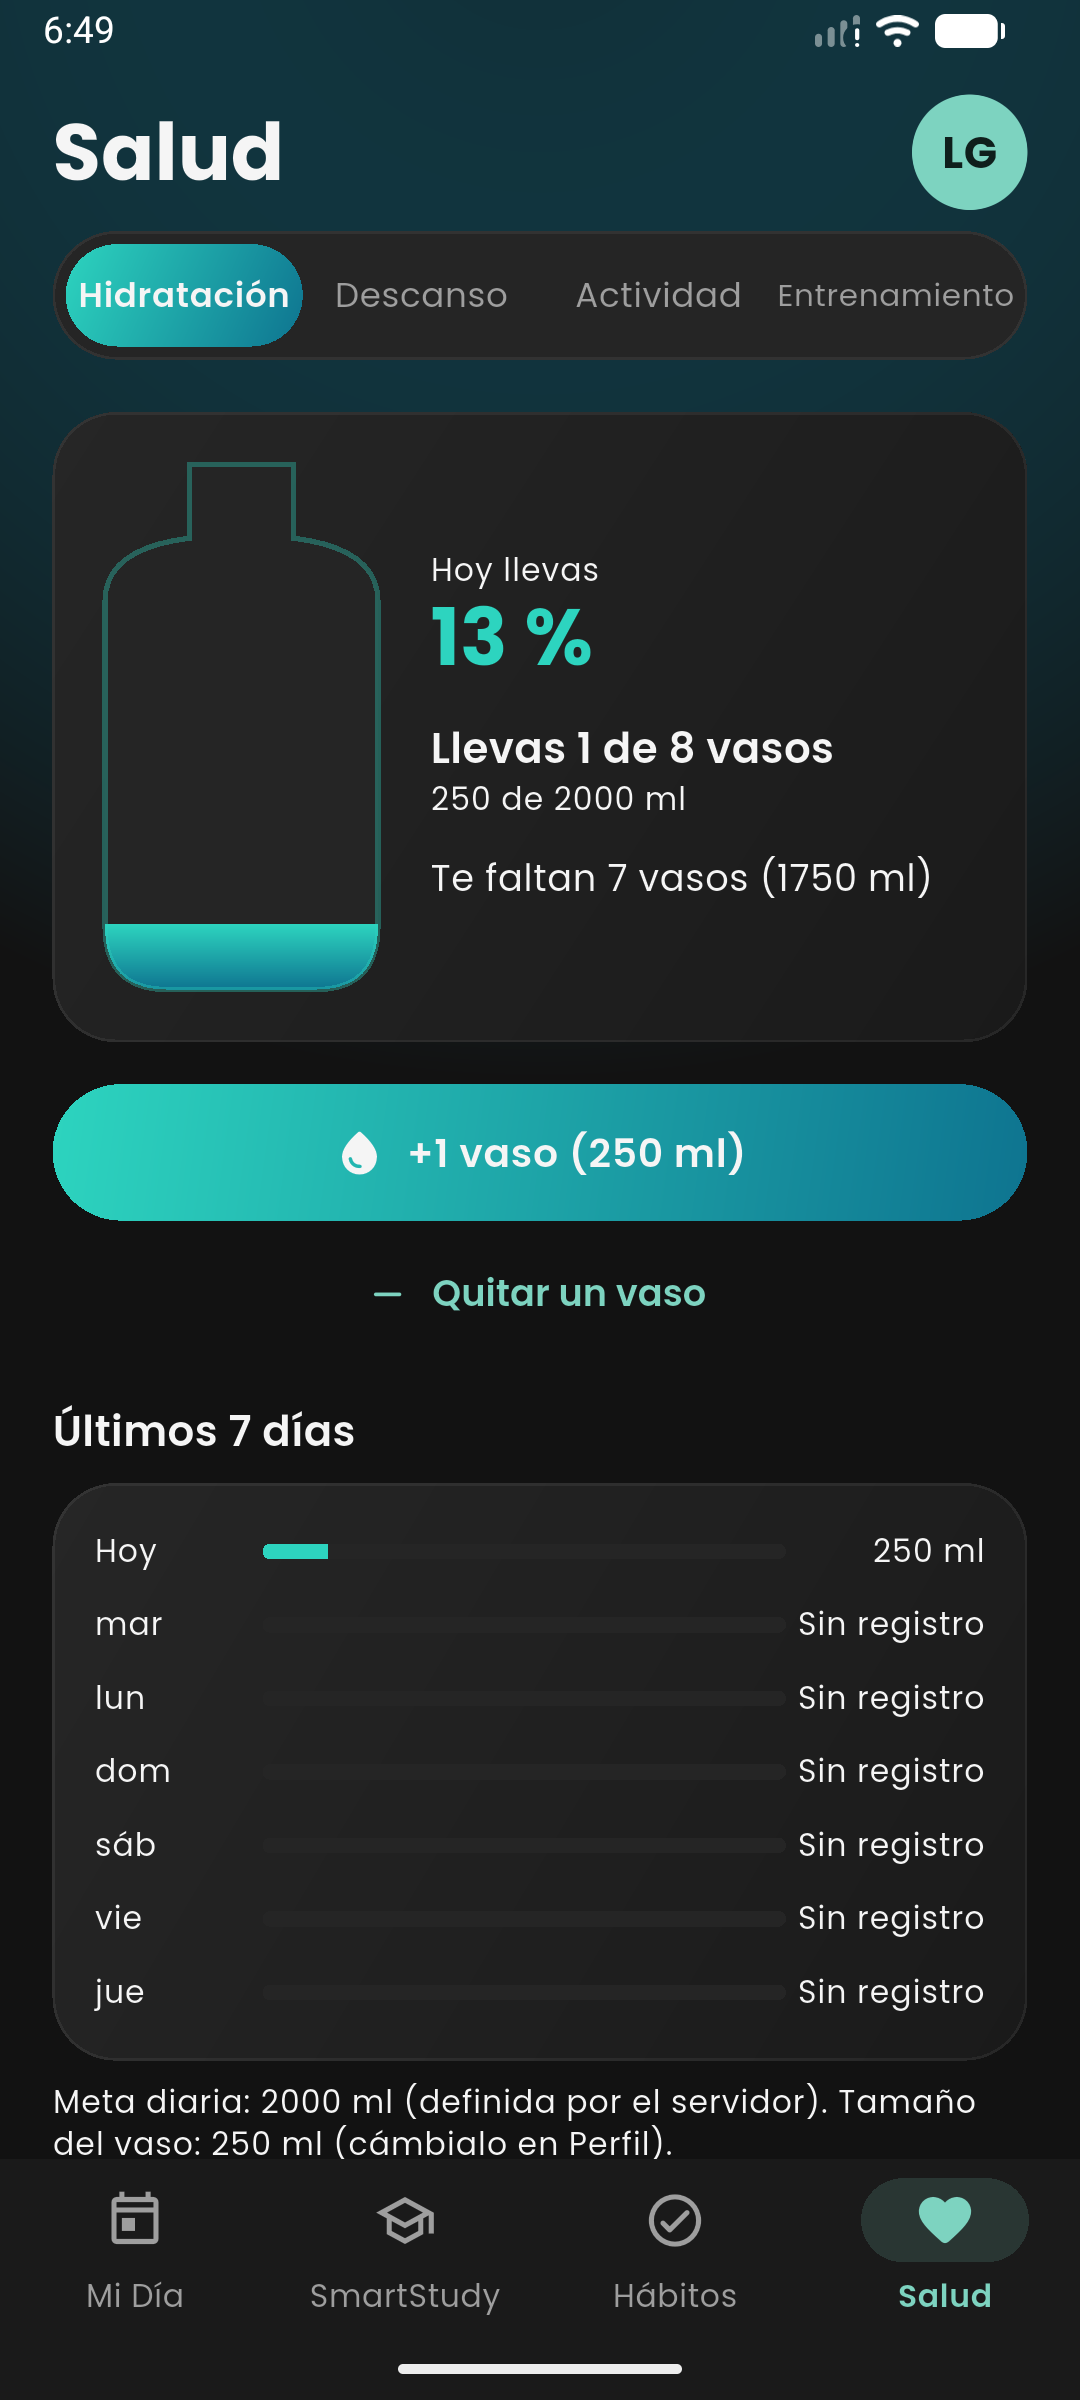 6:49
Salud
LG
Hidratación Descanso Actividad Entrenamiento
Hoy llevas
13 %
Llevas 1 de 8 vasos
250 de 2000 ml
Te faltan 7 vasos (1750 ml)
+1 vaso (250 ml)
— Quitar un vaso
Últimos 7 días
Hoy 250 ml
mar Sin registro
lun Sin registro
dom Sin registro
sáb Sin registro
vie Sin registro
jue Sin registro
Meta diaria: 2000 ml (definida por el servidor). Tamaño
del vaso: 250 ml (cámbialo en Perfil).
Mi Día SmartStudy Hábitos Salud